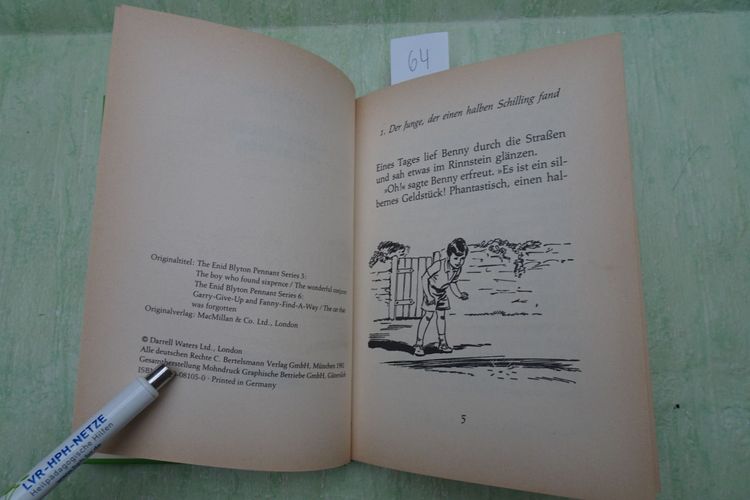 64
Originaltitel: The Enid Blyton Pennant Series 5:
The boy who found sixpence / The wonderful conjurer
The Enid Blyton Pennant Series 6:
Garry-Give-Up and Fanny-Find-A-Way / The cat that
was forgotten
Originalverlag: MacMillan & Co. Ltd., London
© Darrell Waters Ltd., London
Alle deutschen Rechte C. Bertelsmann Verlag GmbH, München
Gesamtherstellung Mohndruck Graphische Betriebe GmbH, Gütersloh
ISBN 08105-0 · Printed in Germany
1. Der Junge, der einen halben Schilling fand
Eines Tages lief Benny durch die Straßen
und sah etwas im Rinnstein glänzen.
»Oh!« sagte Benny erfreut. »Es ist ein sil-
bernes Geldstück! Phantastisch, einen hal-
5
LVR-HPH-NETZE
Heilpädagogische Hilfen